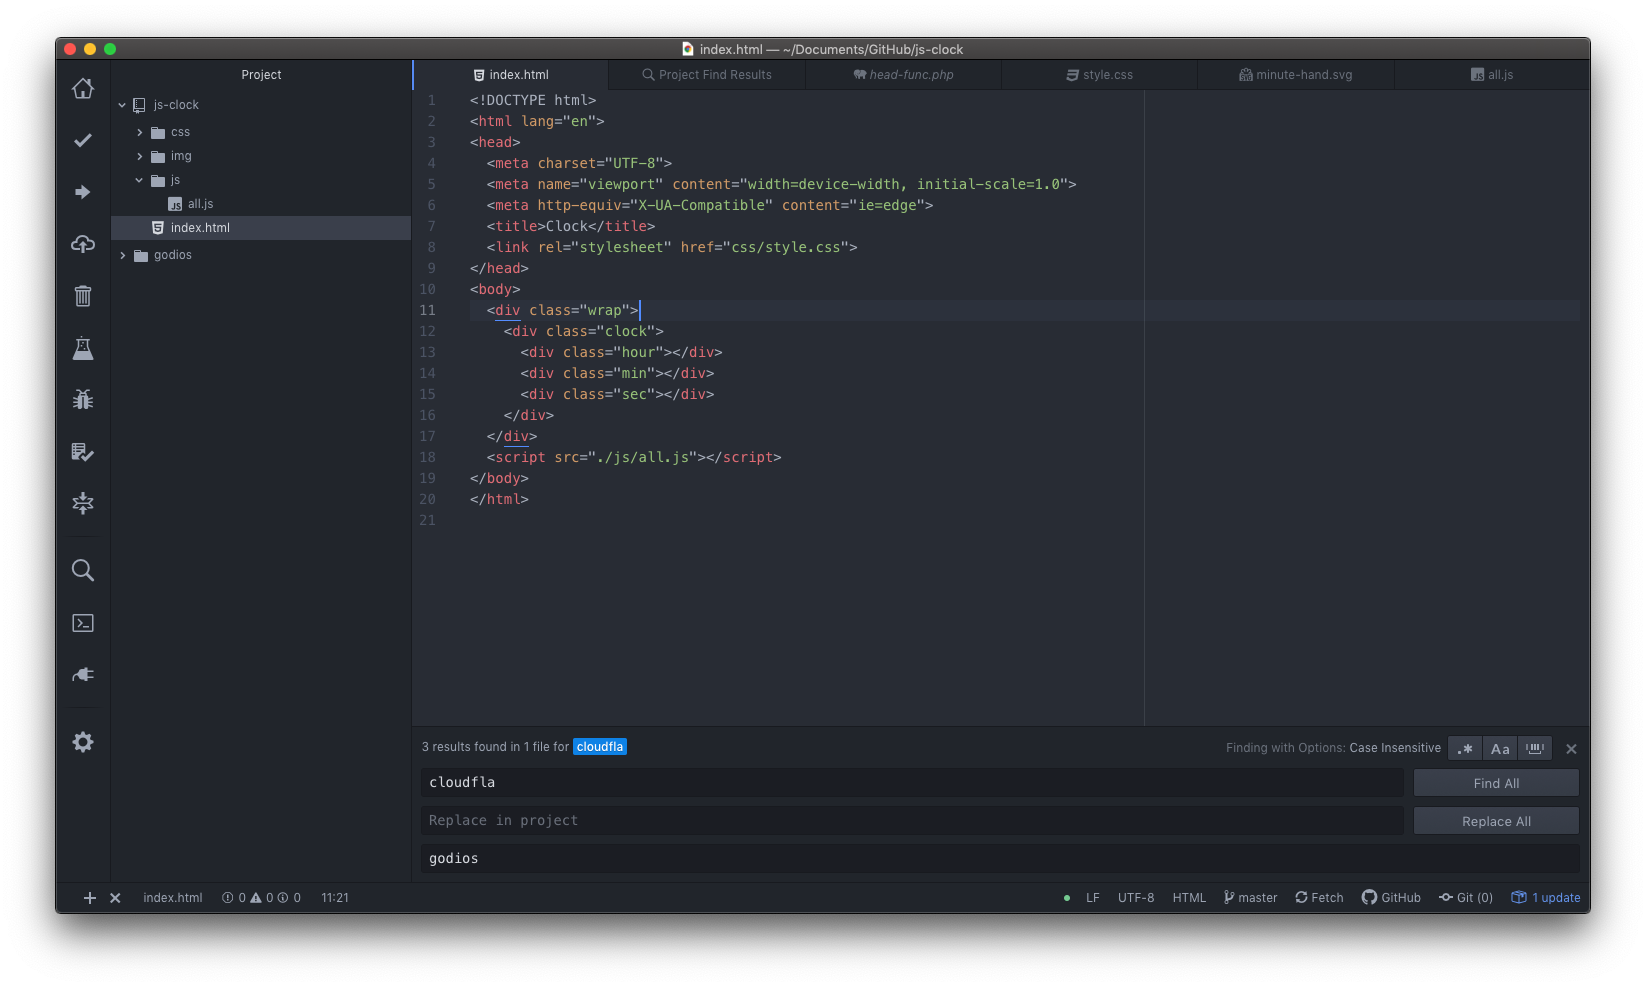 index.html — ~/Documents/GitHub/js-clock
Project
index.html
Project Find Results
head-func.php
style.css
minute-hand.svg
all.js
js-clock
css
img
js
all.js
index.html
godios
1 <!DOCTYPE html>
2 <html lang="en">
3 <head>
4   <meta charset="UTF-8">
5   <meta name="viewport" content="width=device-width, initial-scale=1.0">
6   <meta http-equiv="X-UA-Compatible" content="ie=edge">
7   <title>Clock</title>
8   <link rel="stylesheet" href="css/style.css">
9 </head>
10 <body>
11   <div class="wrap">
12     <div class="clock">
13       <div class="hour"></div>
14       <div class="min"></div>
15       <div class="sec"></div>
16     </div>
17   </div>
18   <script src="./js/all.js"></script>
19 </body>
20 </html>
21
3 results found in 1 file for cloudfla
Finding with Options: Case Insensitive
.* Aa
cloudfla
Find All
Replace in project
Replace All
godios
index.html 0 0 0 11:21
LF UTF-8 HTML master Fetch GitHub Git (0) 1 update